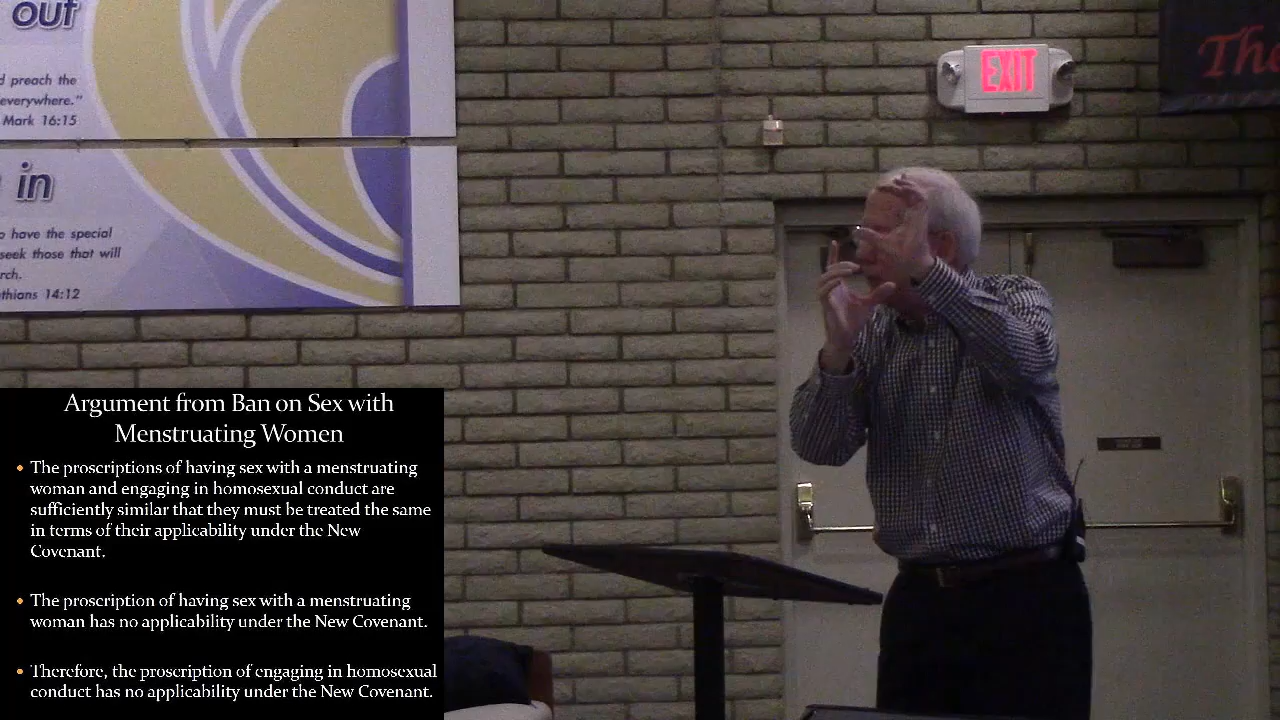 out
d preach the
everywhere."
Mark 16:15
in
o have the special
seek those that will
rch.
thians 14:12
EXIT
The
Argument from Ban on Sex with
Menstruating Women
• The proscriptions of having sex with a menstruating
woman and engaging in homosexual conduct are
sufficiently similar that they must be treated the same
in terms of their applicability under the New
Covenant.
• The proscription of having sex with a menstruating
woman has no applicability under the New Covenant.
• Therefore, the proscription of engaging in homosexual
conduct has no applicability under the New Covenant.